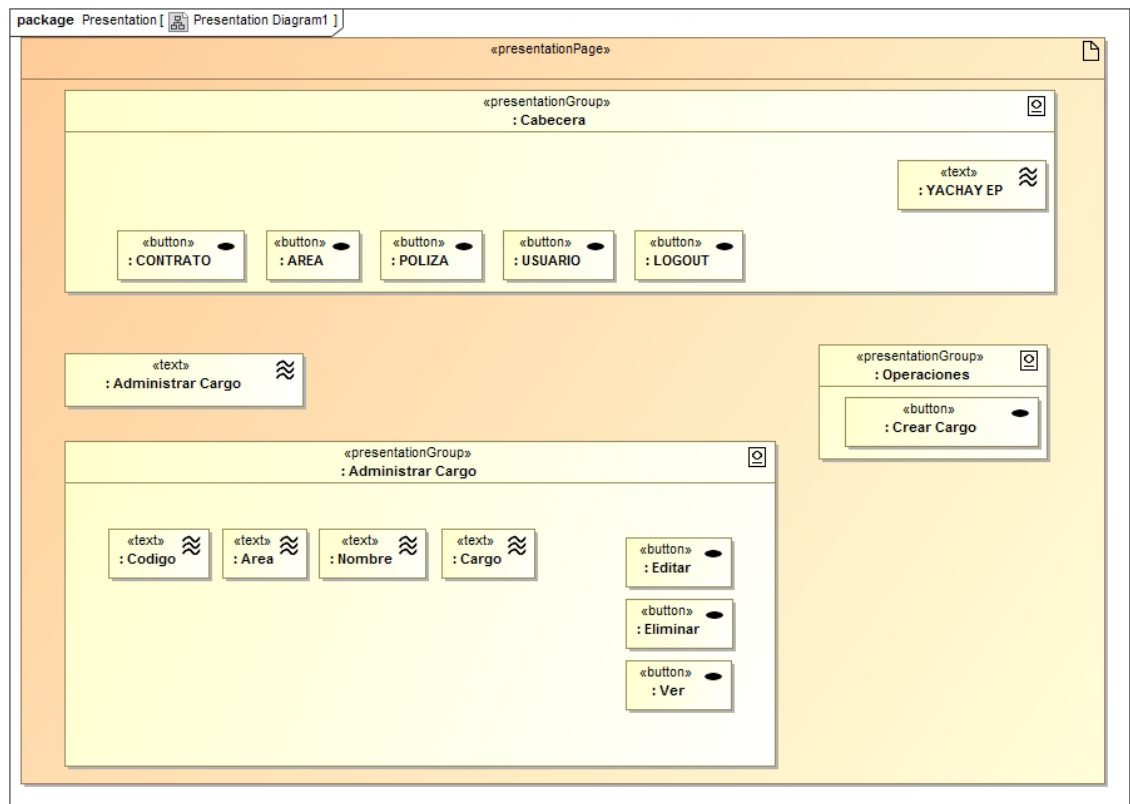 package Presentation [ Presentation Diagram1 ]
«presentationPage»
«presentationGroup»
: Cabecera
«text»
: YACHAY EP
«button»
: CONTRATO
«button»
: AREA
«button»
: POLIZA
«button»
: USUARIO
«button»
: LOGOUT
«text»
: Administrar Cargo
«presentationGroup»
: Operaciones
«button»
: Crear Cargo
«presentationGroup»
: Administrar Cargo
«text»
: Codigo
«text»
: Area
«text»
: Nombre
«text»
: Cargo
«button»
: Editar
«button»
: Eliminar
«button»
: Ver